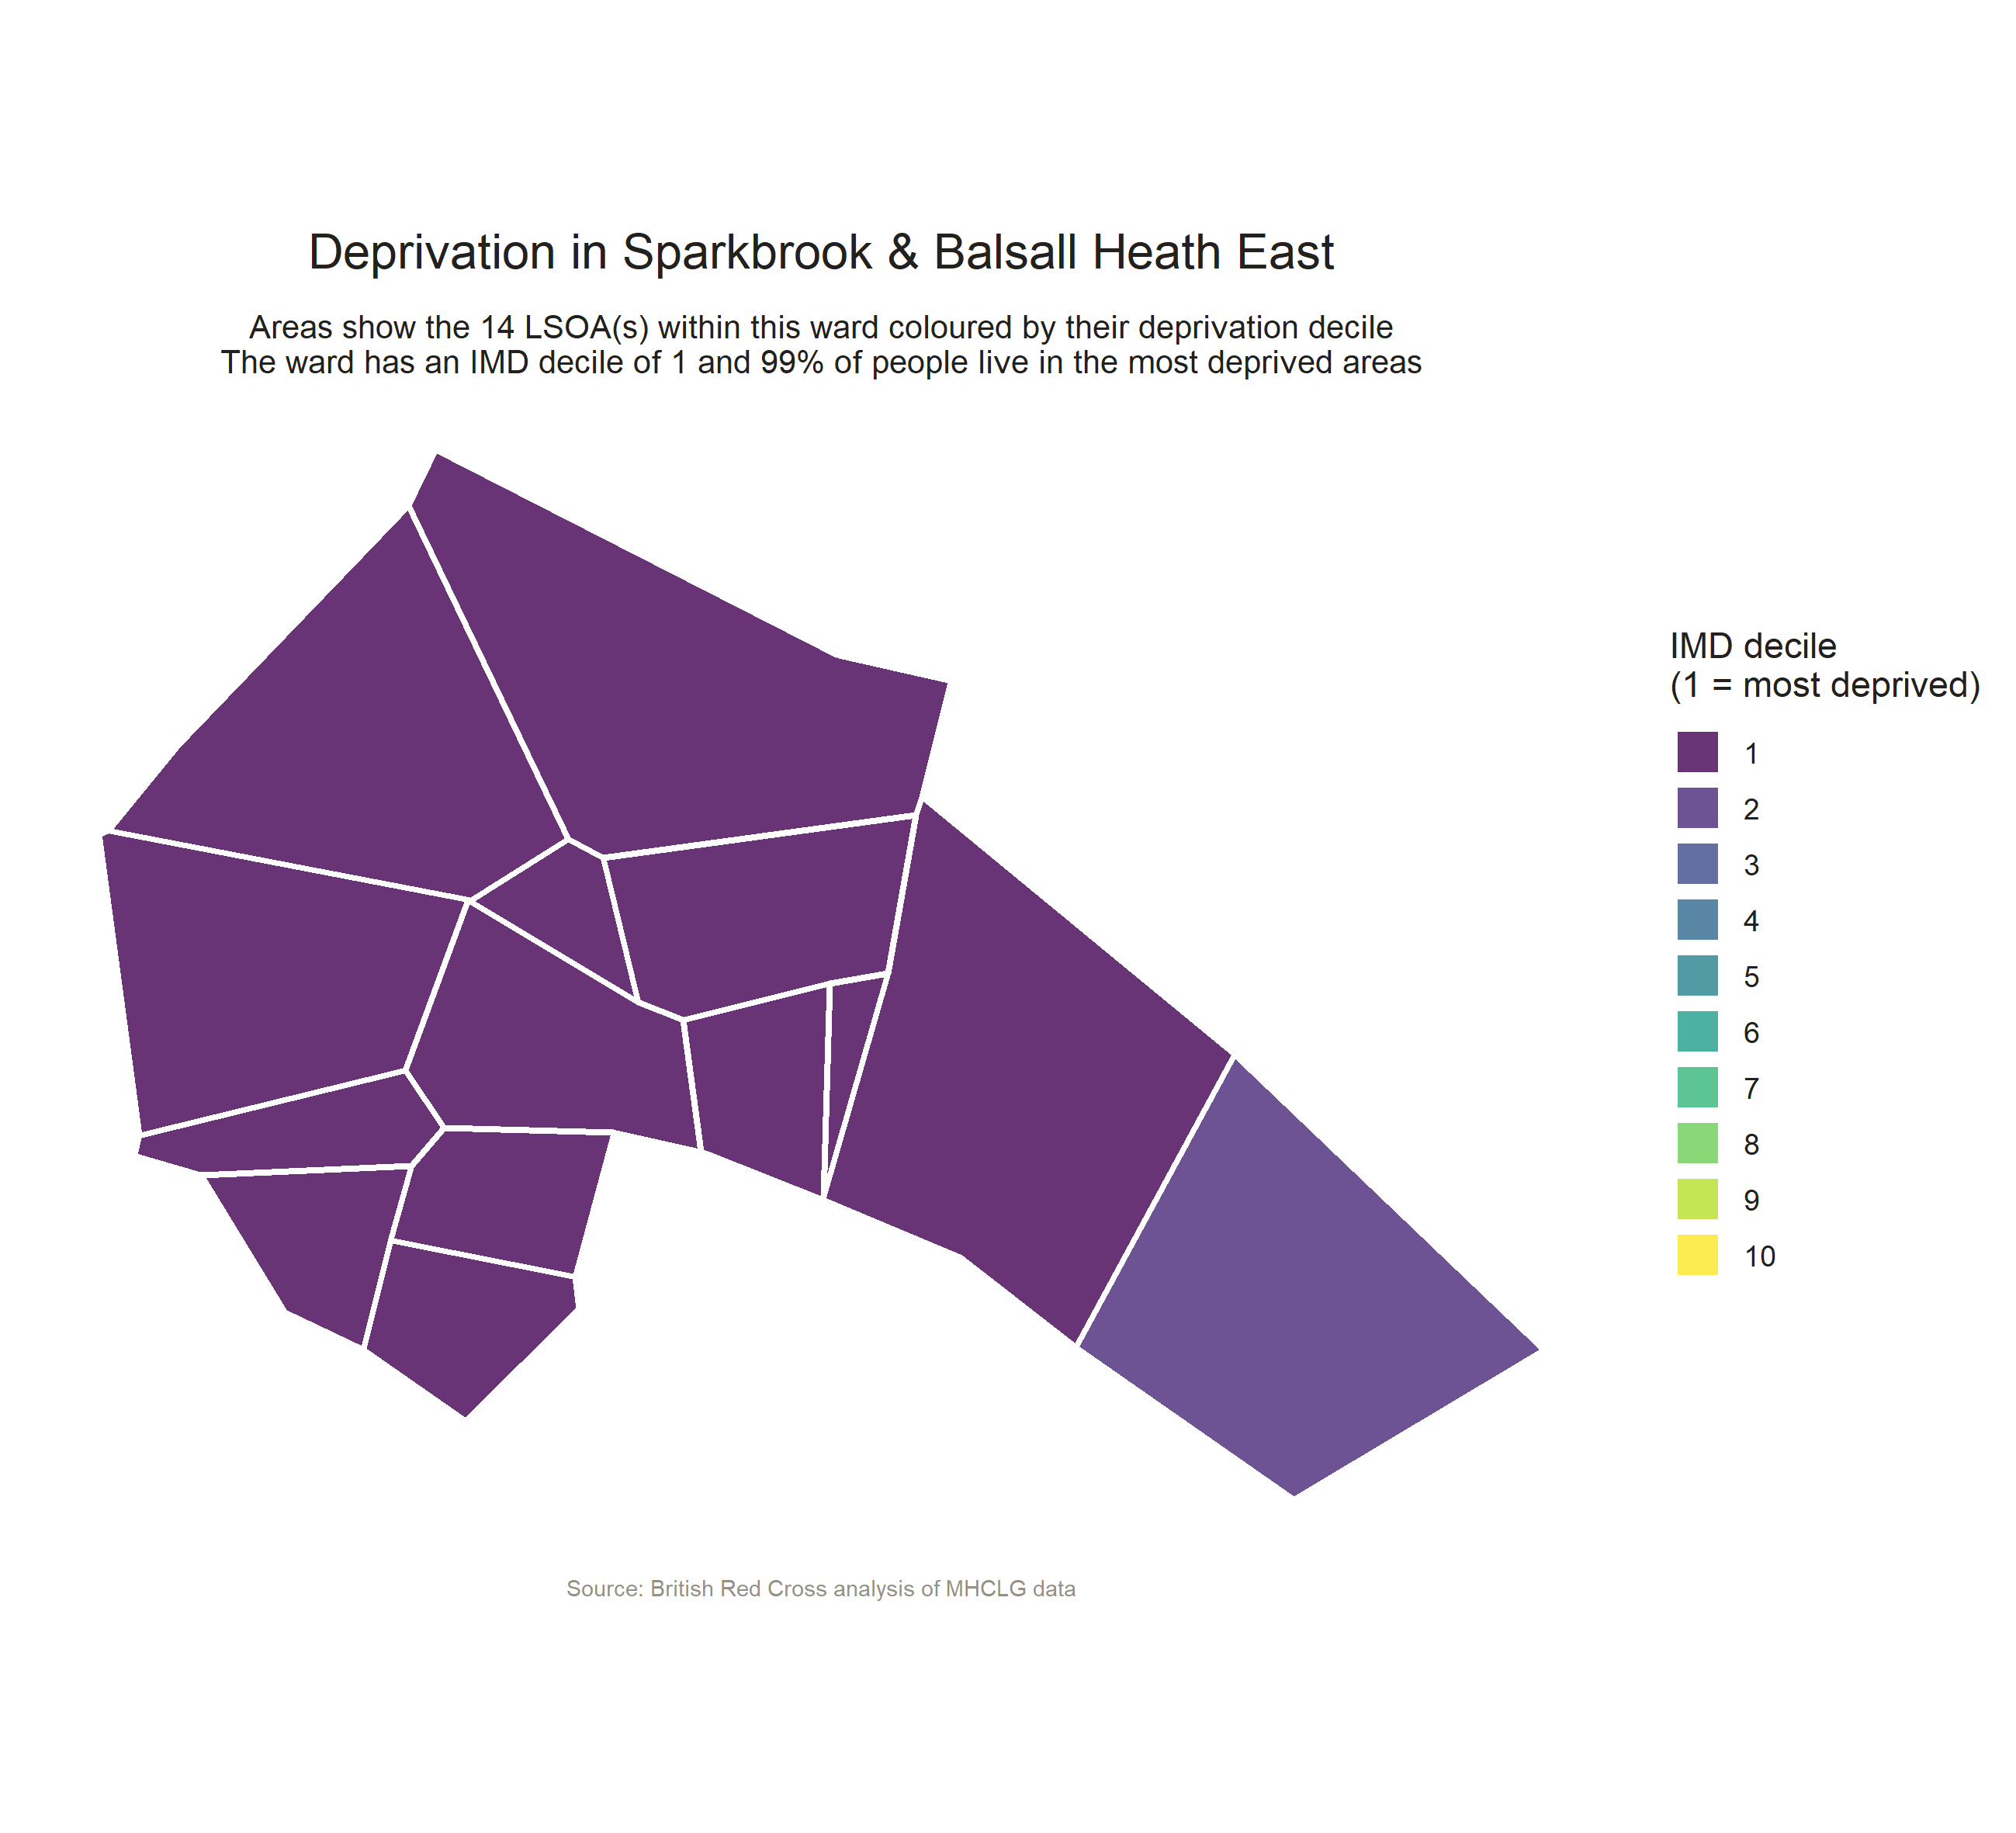 Deprivation in Sparkbrook & Balsall Heath East
Areas show the 14 LSOA(s) within this ward coloured by their deprivation decile
The ward has an IMD decile of 1 and 99% of people live in the most deprived areas
IMD decile
(1 = most deprived)
1
2
3
4
5
6
7
8
9
10
Source: British Red Cross analysis of MHCLG data